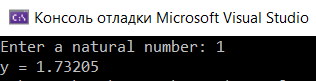 Консоль отладки Microsoft Visual Studio
Enter a natural number: 1
y = 1.73205